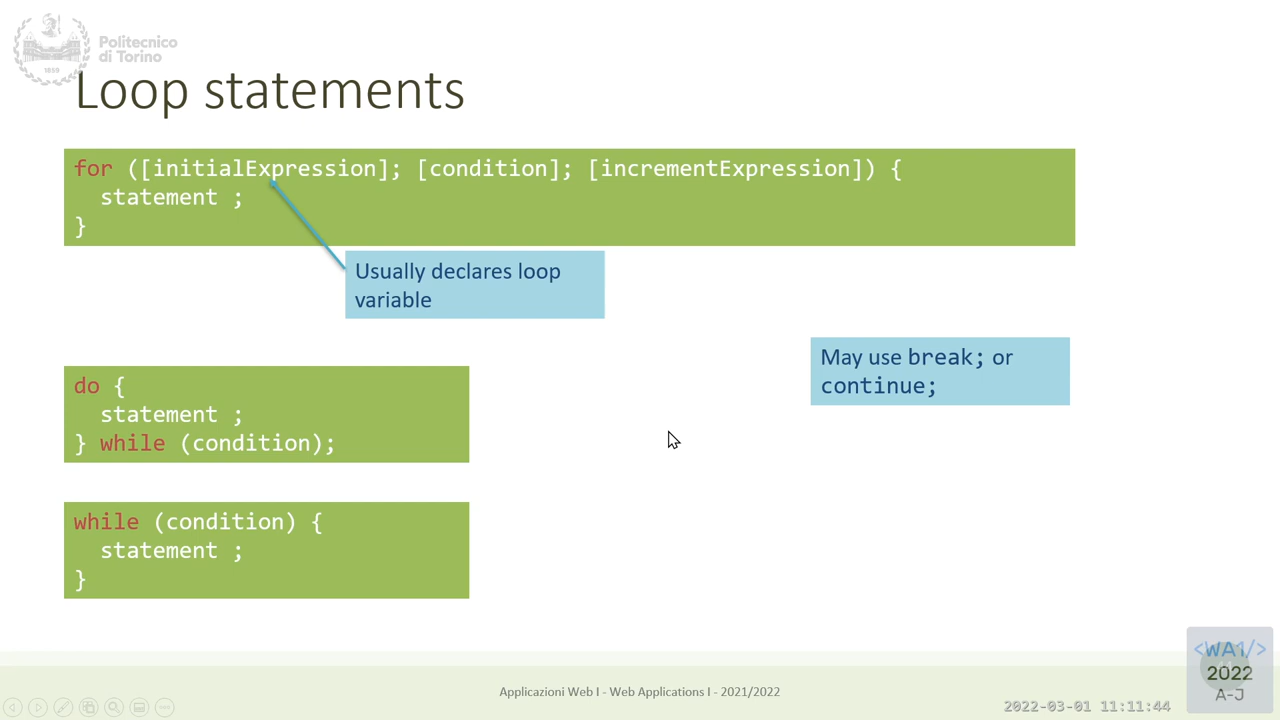 Politecnico
di Torino
1859
Loop statements
for ([initialExpression]; [condition]; [incrementExpression]) {
  statement ;
}
Usually declares loop
variable
May use break; or
continue;
do {
  statement ;
} while (condition);
while (condition) {
  statement ;
}
<WA1/>
2022
A-J
Applicazioni Web I - Web Applications I - 2021/2022
2022-03-01 11:11:44